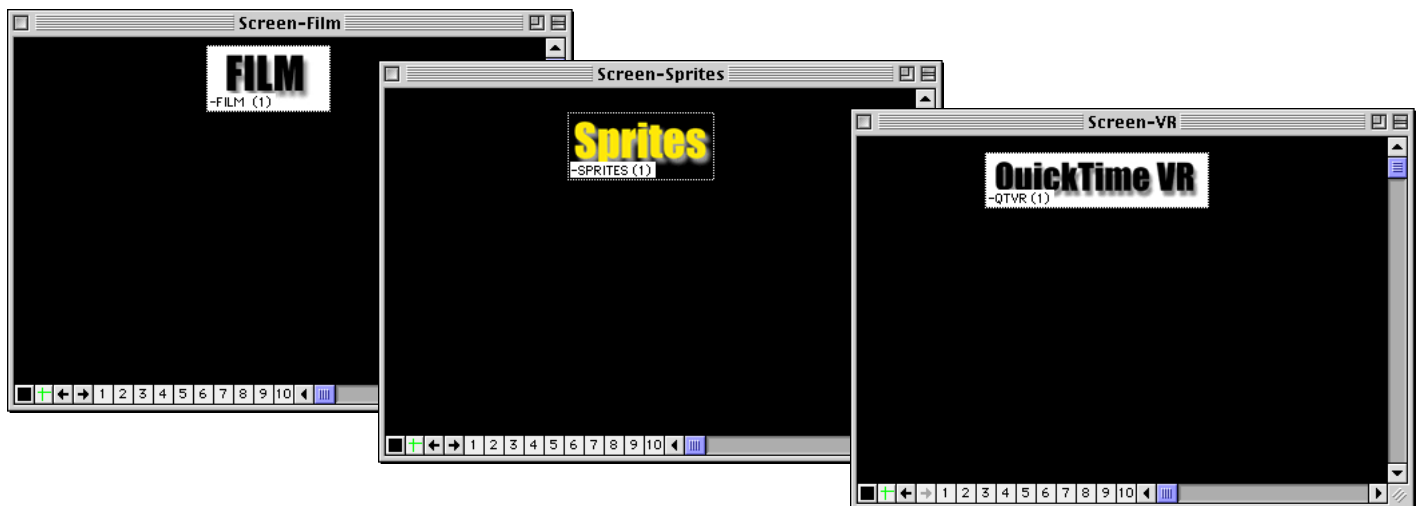 Screen-Film
FILM
-FILM (1)
1 2 3 4 5 6 7 8 9 10
Screen-Sprites
Sprites
-SPRITES (1)
1 2 3 4 5 6 7 8 9 10
Screen-VR
QuickTime VR
-QTVR (1)
1 2 3 4 5 6 7 8 9 10